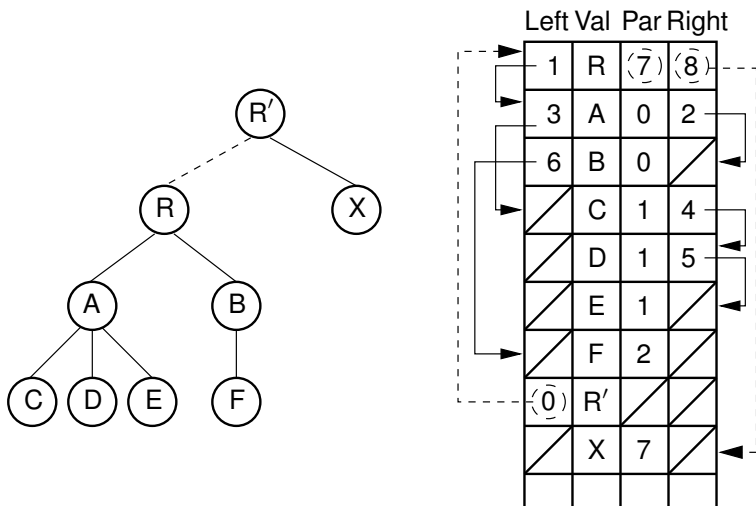 Left Val Par Right
1 R 7 8
3 A 0 2
6 B 0
C 1 4
D 1 5
E 1
F 2
0 R′
X 7
R′
R X
A B
C D E F